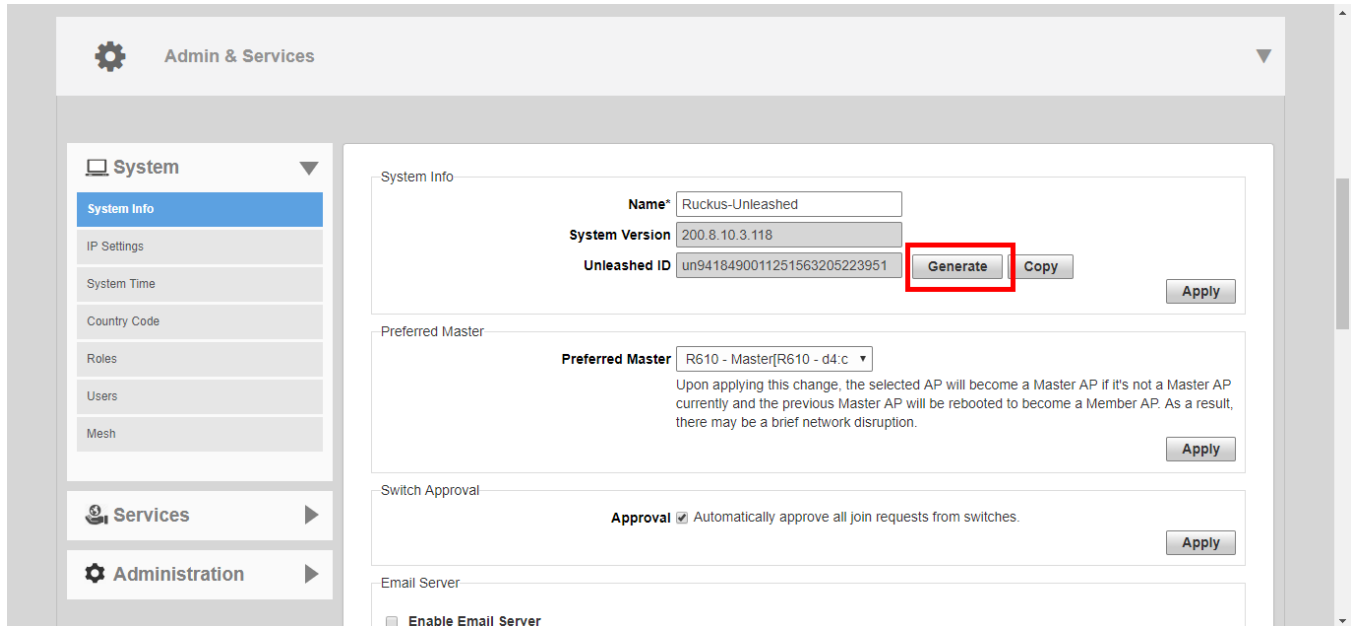 Admin & Services
System
System Info
IP Settings
System Time
Country Code
Roles
Users
Mesh
Services
Administration
System Info
Name* Ruckus-Unleashed
System Version 200.8.10.3.118
Unleashed ID un9418490011251563205223951 Generate Copy
Apply
Preferred Master
Preferred Master R610 - Master[R610 - d4:c
Upon applying this change, the selected AP will become a Master AP if it's not a Master AP
currently and the previous Master AP will be rebooted to become a Member AP. As a result,
there may be a brief network disruption.
Apply
Switch Approval
Approval Automatically approve all join requests from switches.
Apply
Email Server
Enable Email Server